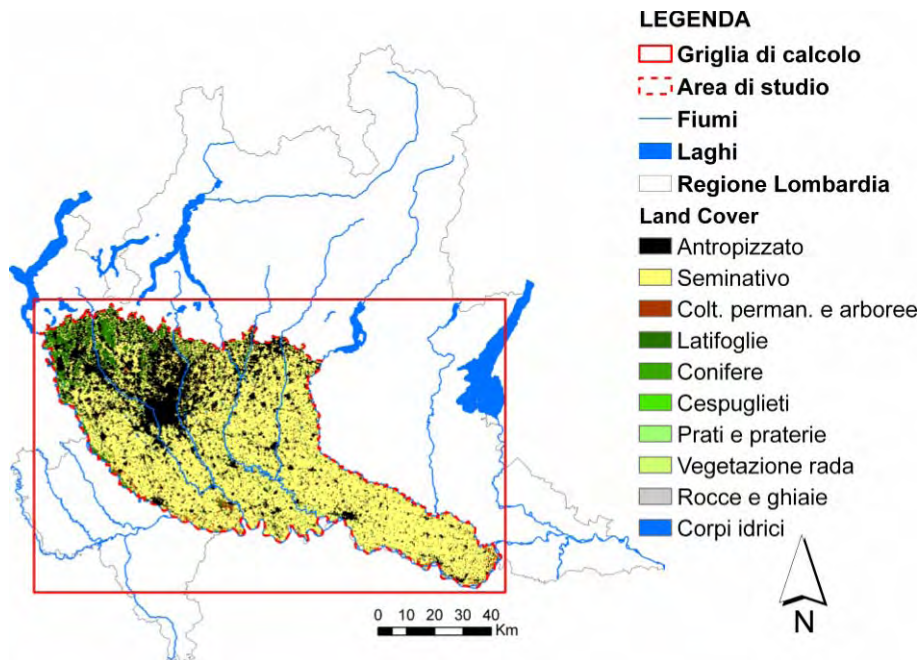 LEGENDA
Griglia di calcolo
Area di studio
Fiumi
Laghi
Regione Lombardia
Land Cover
Antropizzato
Seminativo
Colt. perman. e arboree
Latifoglie
Conifere
Cespuglieti
Prati e praterie
Vegetazione rada
Rocce e ghiaie
Corpi idrici
0 10 20 30 40
Km
N